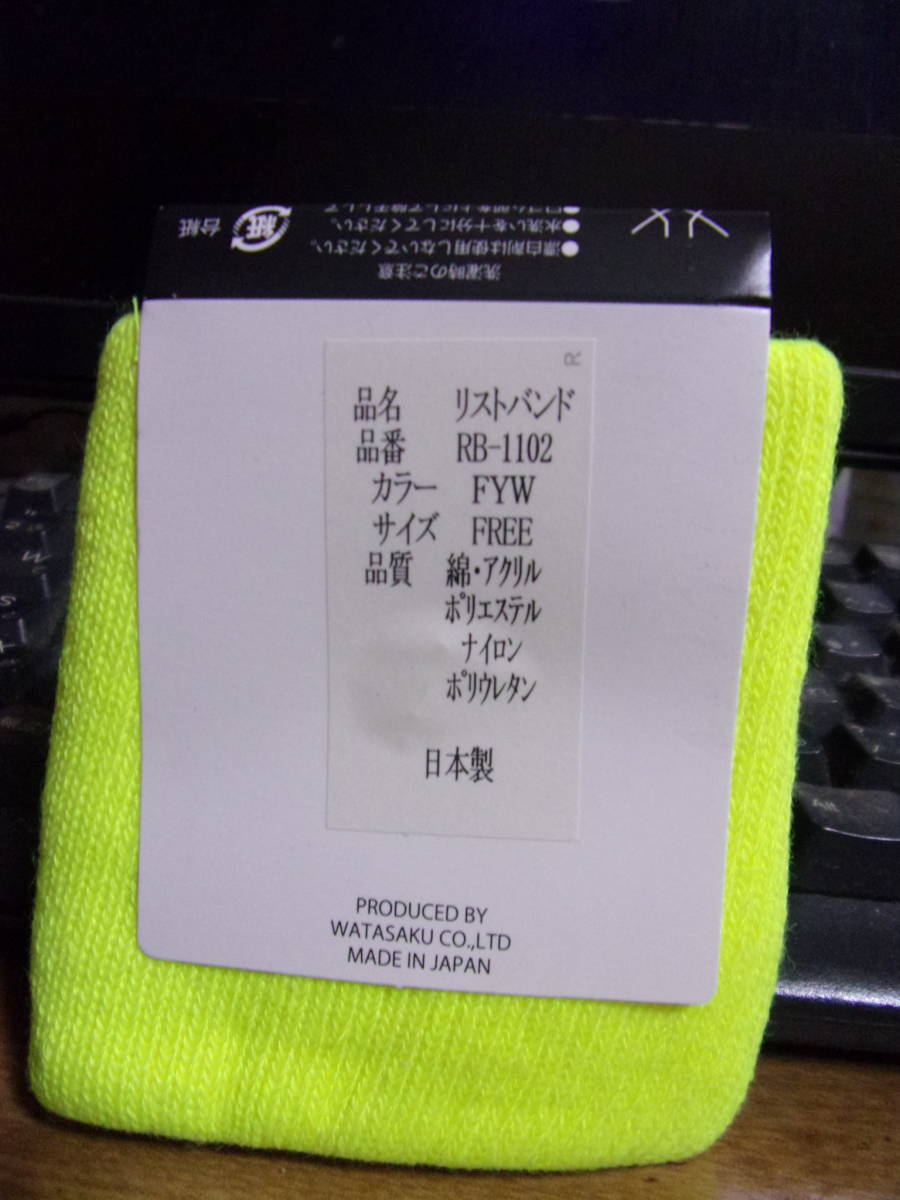 台紙
紙
洗濯時のご注意
●漂白剤は使用しないでください。
●水洗いを十分にしてください。
R
品名 リストバンド
品番 RB-1102
カラー FYW
サイズ FREE
品質 綿・アクリル
ポリエステル
ナイロン
ポリウレタン
日本製
PRODUCED BY
WATASAKU CO.,LTD
MADE IN JAPAN